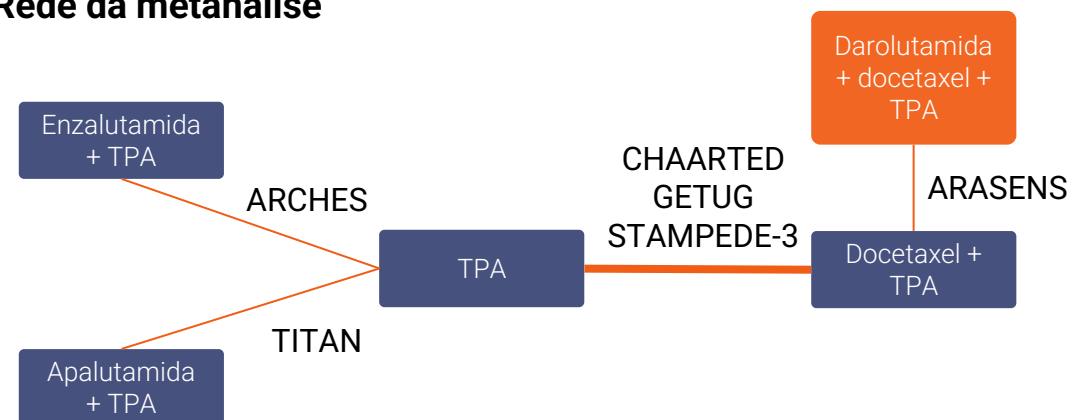 Rede da metanálise
Darolutamida
+ docetaxel +
TPA
Enzalutamida
+ TPA
CHAARTED
GETUG
STAMPEDE-3
ARCHES
ARASENS
TPA
Docetaxel +
TPA
TITAN
Apalutamida
+ TPA